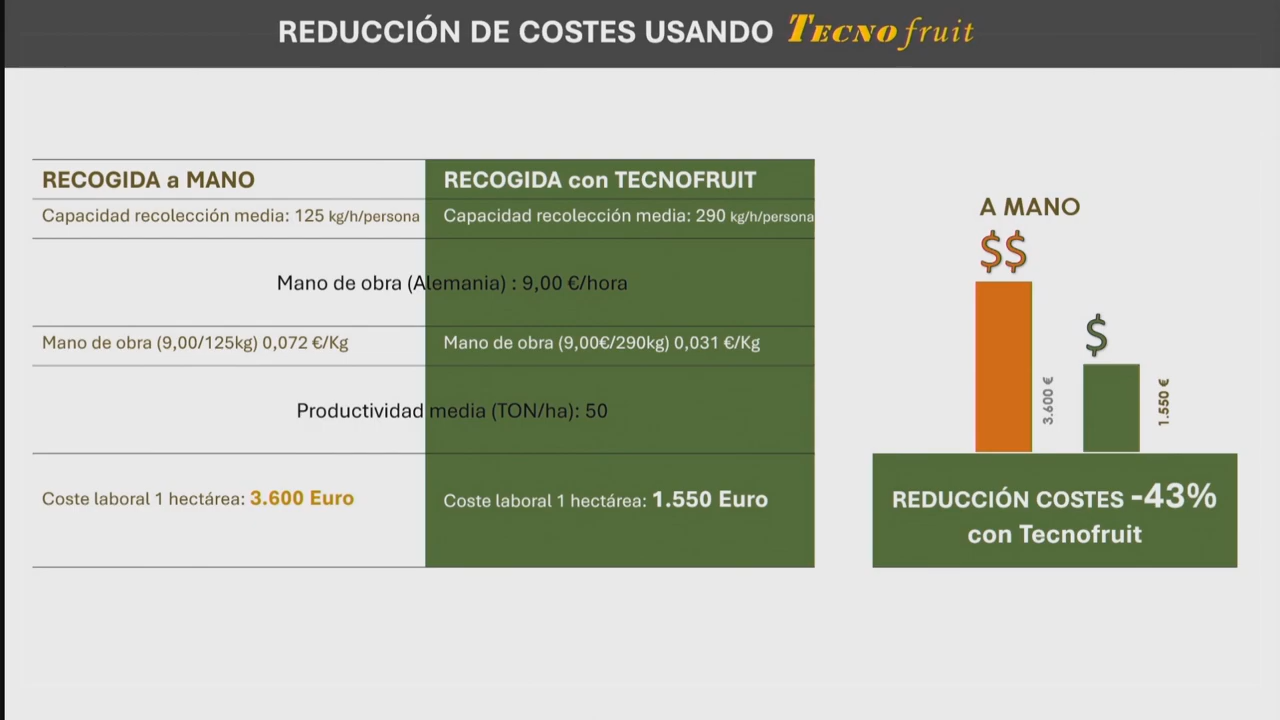 REDUCCIÓN DE COSTES USANDO TECNOfruit
RECOGIDA a MANO
RECOGIDA con TECNOFRUIT
Capacidad recolección media: 125 kg/h/persona
Capacidad recolección media: 290 kg/h/persona
Mano de obra (Alemania) : 9,00 €/hora
Mano de obra (9,00/125kg) 0,072 €/Kg
Mano de obra (9,00€/290kg) 0,031 €/Kg
Productividad media (TON/ha): 50
Coste laboral 1 hectárea: 3.600 Euro
Coste laboral 1 hectárea: 1.550 Euro
A MANO
$$
$
3.600 €
1.550 €
REDUCCIÓN COSTES -43%
con Tecnofruit